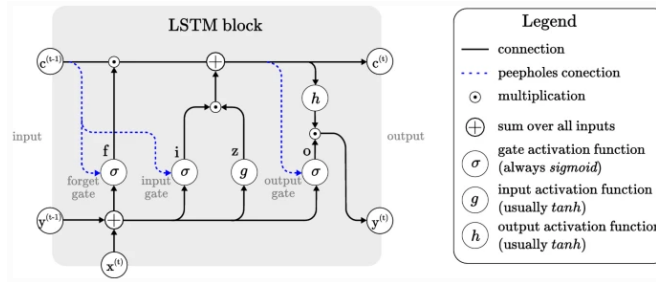 LSTM block
c(t-1)
c(t)
h
input
output
f
i
z
o
σ
σ
g
σ
forget
gate
input
gate
output
gate
y(t-1)
y(t)
x(t)
Legend
connection
peepholes conection
multiplication
sum over all inputs
σ
gate activation function
(always sigmoid)
g
input activation function
(usually tanh)
h
output activation function
(usually tanh)